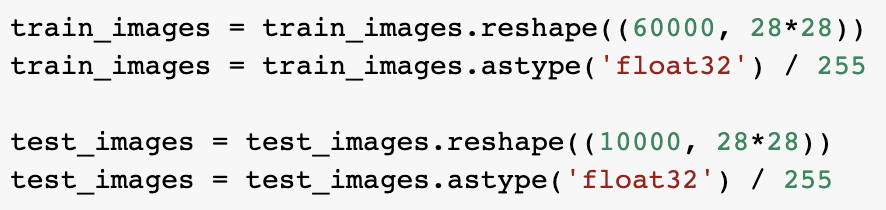 train_images = train_images.reshape((60000, 28*28))
train_images = train_images.astype('float32') / 255
test_images = test_images.reshape((10000, 28*28))
test_images = test_images.astype('float32') / 255